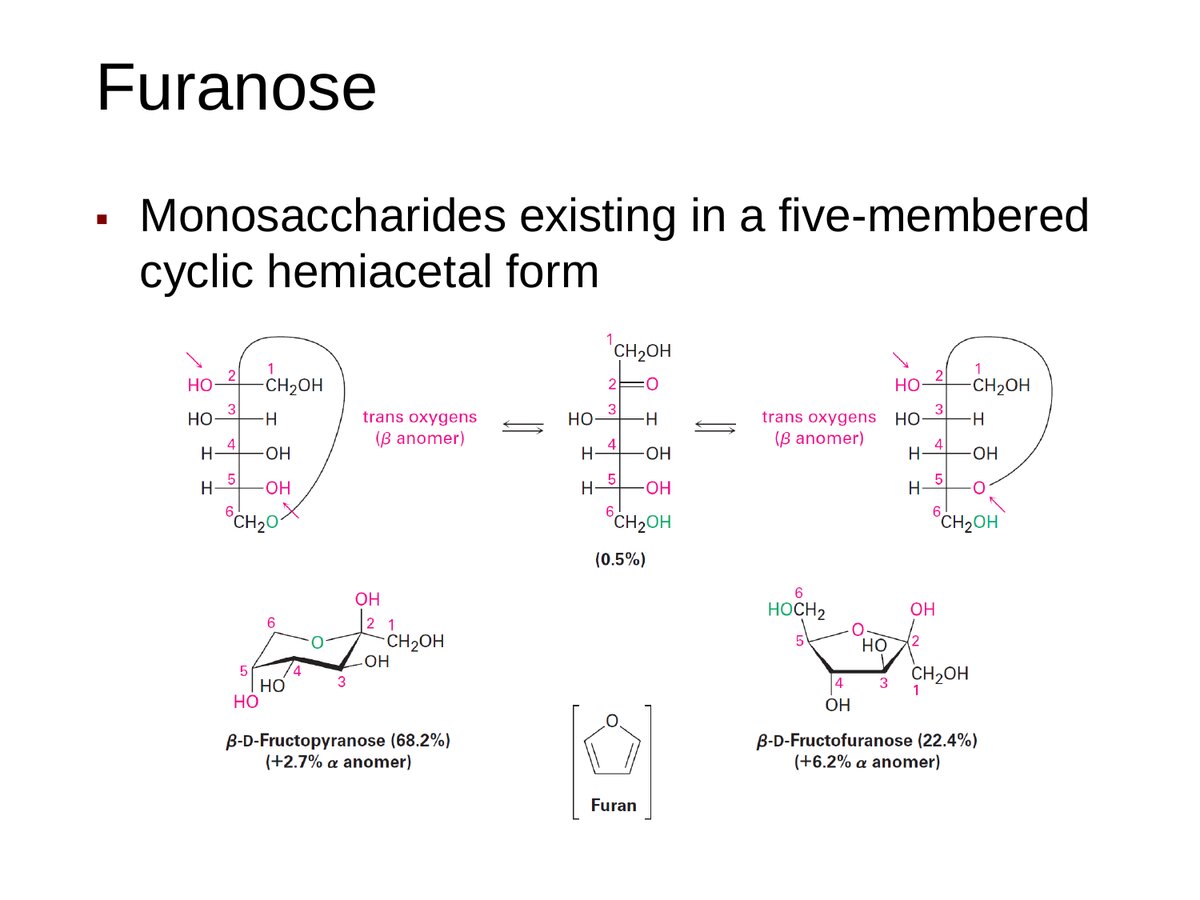 Furanose
▪ Monosaccharides existing in a five-membered
cyclic hemiacetal form
HO 2 1 CH₂OH
HO 3 H
H 4 OH
H 5 OH
6 CH₂O
trans oxygens
(β anomer)
1 CH₂OH
2 O
HO 3 H
H 4 OH
H 5 OH
6 CH₂OH
(0.5%)
trans oxygens
(β anomer)
HO 2 1 CH₂OH
HO 3 H
H 4 OH
H 5 O
6 CH₂OH
OH
6 O 2 1 CH₂OH
OH
5 4 3
HO
HO
β-D-Fructopyranose (68.2%)
(+2.7% α anomer)
O
Furan
6
HOCH₂ OH
5 O HO 2
CH₂OH
4 3 1
OH
β-D-Fructofuranose (22.4%)
(+6.2% α anomer)